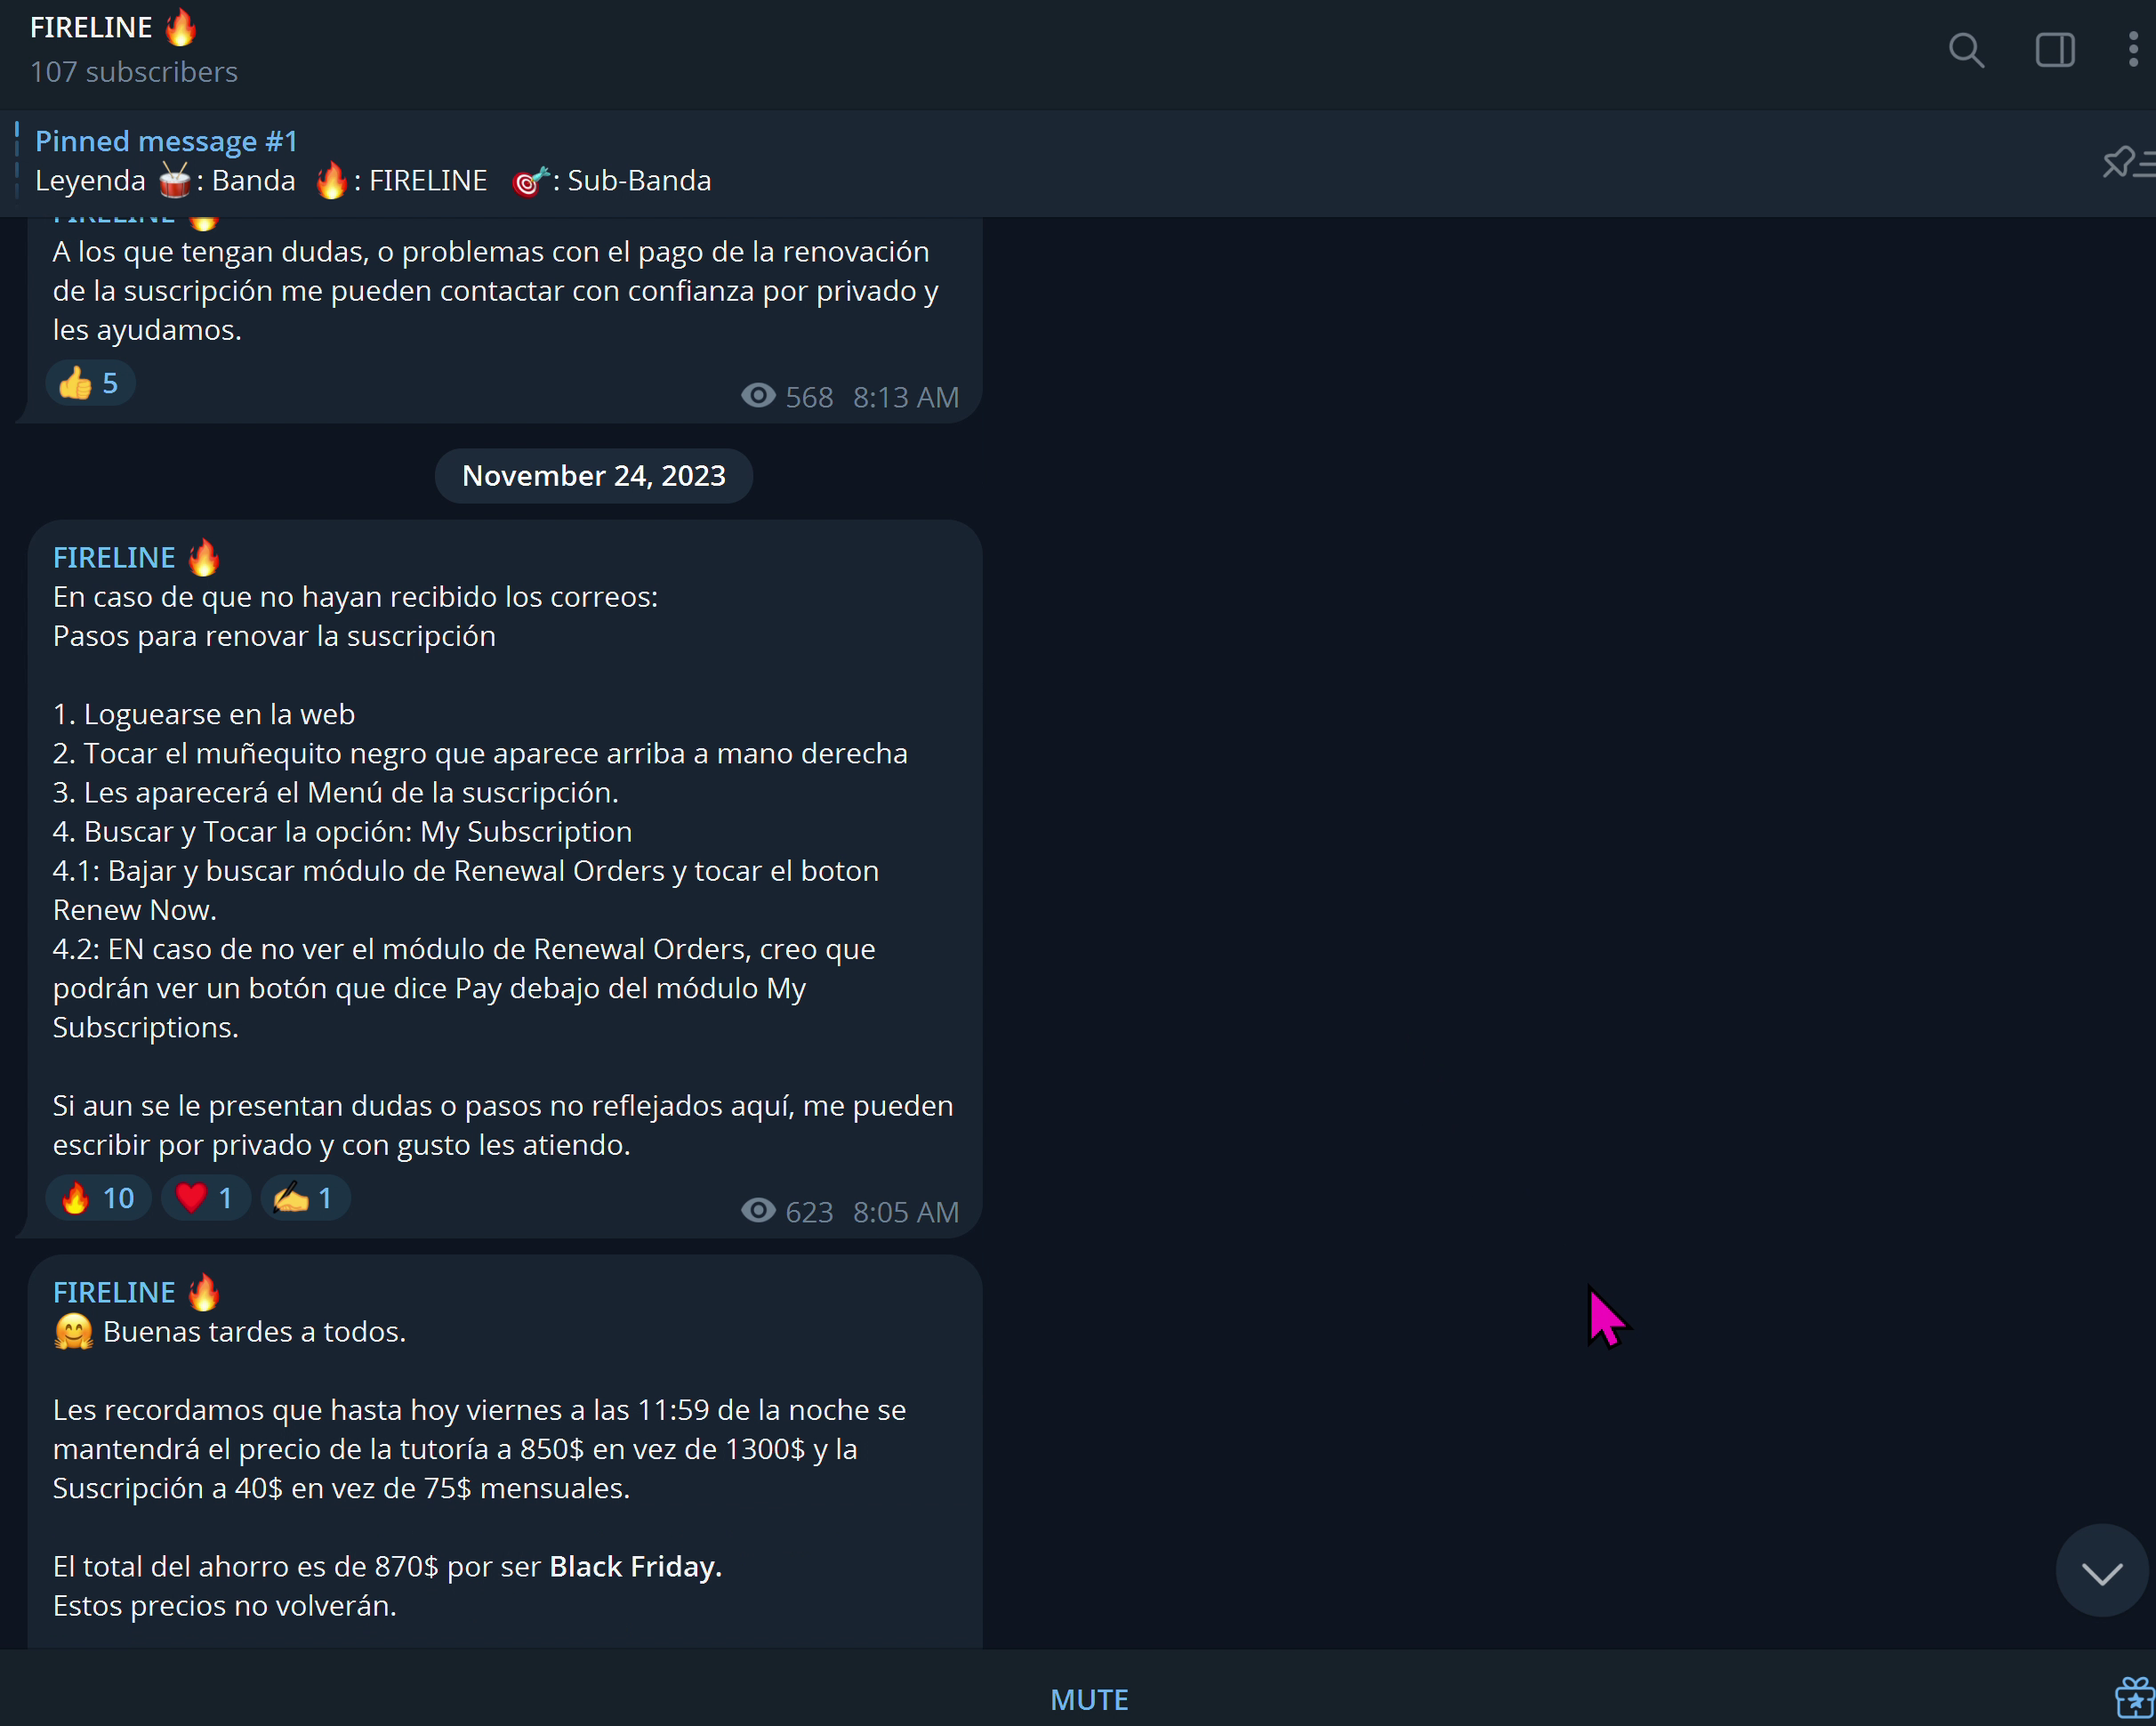 FIRELINE 🔥
107 subscribers
Pinned message #1
Leyenda 🥁: Banda 🔥: FIRELINE 🎯: Sub-Banda
FIRELINE 🔥
A los que tengan dudas, o problemas con el pago de la renovación
de la suscripción me pueden contactar con confianza por privado y
les ayudamos.
👍 5
568 8:13 AM
November 24, 2023
FIRELINE 🔥
En caso de que no hayan recibido los correos:
Pasos para renovar la suscripción
1. Loguearse en la web
2. Tocar el muñequito negro que aparece arriba a mano derecha
3. Les aparecerá el Menú de la suscripción.
4. Buscar y Tocar la opción: My Subscription
4.1: Bajar y buscar módulo de Renewal Orders y tocar el boton
Renew Now.
4.2: EN caso de no ver el módulo de Renewal Orders, creo que
podrán ver un botón que dice Pay debajo del módulo My
Subscriptions.
Si aun se le presentan dudas o pasos no reflejados aquí, me pueden
escribir por privado y con gusto les atiendo.
🔥 10 ❤️ 1 ✍️ 1
623 8:05 AM
FIRELINE 🔥
🤗 Buenas tardes a todos.
Les recordamos que hasta hoy viernes a las 11:59 de la noche se
mantendrá el precio de la tutoría a 850$ en vez de 1300$ y la
Suscripción a 40$ en vez de 75$ mensuales.
El total del ahorro es de 870$ por ser Black Friday.
Estos precios no volverán.
MUTE